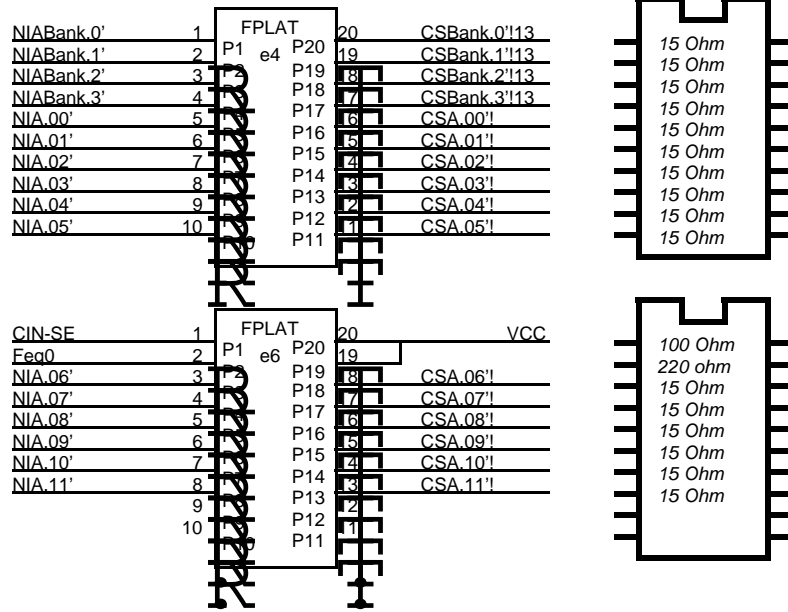 FPLAT
e4
NIABank.0' 1 P1 P20 20 CSBank.0'!13
NIABank.1' 2 P2 P19 19 CSBank.1'!13
NIABank.2' 3 P18 18 CSBank.2'!13
NIABank.3' 4 P17 17 CSBank.3'!13
NIA.00' 5 P16 CSA.00'!
NIA.01' 6 P15 CSA.01'!
NIA.02' 7 P14 CSA.02'!
NIA.03' 8 P13 CSA.03'!
NIA.04' 9 P12 CSA.04'!
NIA.05' 10 P11 CSA.05'!
15 Ohm
15 Ohm
15 Ohm
15 Ohm
15 Ohm
15 Ohm
15 Ohm
15 Ohm
15 Ohm
15 Ohm
FPLAT
e6
CIN-SE 1 P1 P20 20 VCC
Feq0 2 P2 P19 19
NIA.06' 3 P18 CSA.06'!
NIA.07' 4 P17 CSA.07'!
NIA.08' 5 P16 CSA.08'!
NIA.09' 6 P15 CSA.09'!
NIA.10' 7 P14 CSA.10'!
NIA.11' 8 P13 CSA.11'!
9 P12
10 P11
100 Ohm
220 ohm
15 Ohm
15 Ohm
15 Ohm
15 Ohm
15 Ohm
15 Ohm